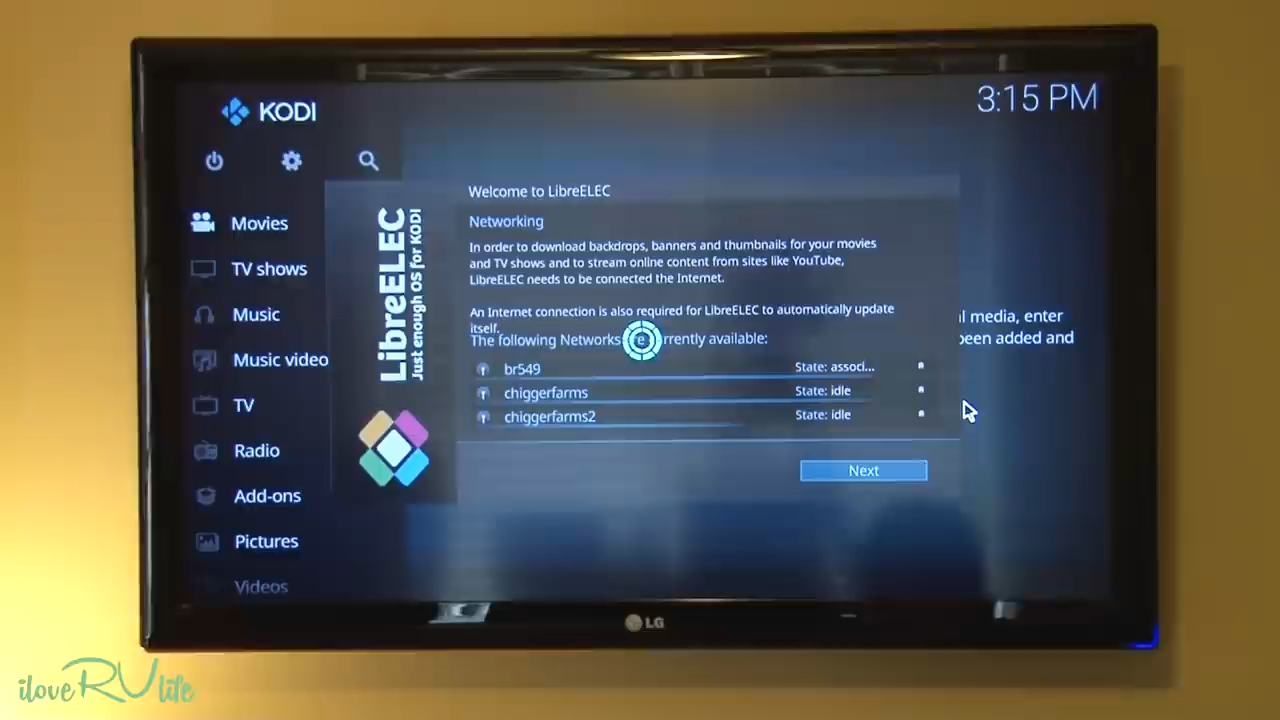 KODI
3:15 PM
Movies
TV shows
Music
Music video
TV
Radio
Add-ons
Pictures
Videos
LibreELEC
Just enough OS for KODI
Welcome to LibreELEC
Networking
In order to download backdrops, banners and thumbnails for your movies
and TV shows and to stream online content from sites like YouTube,
LibreELEC needs to be connected the Internet.
An Internet connection is also required for LibreELEC to automatically update
itself.
The following Networks rrently available:
br549 State: associ...
chiggerfarms State: idle
chiggerfarms2 State: idle
Next
l media, enter
been added and
LG
ilove RV life